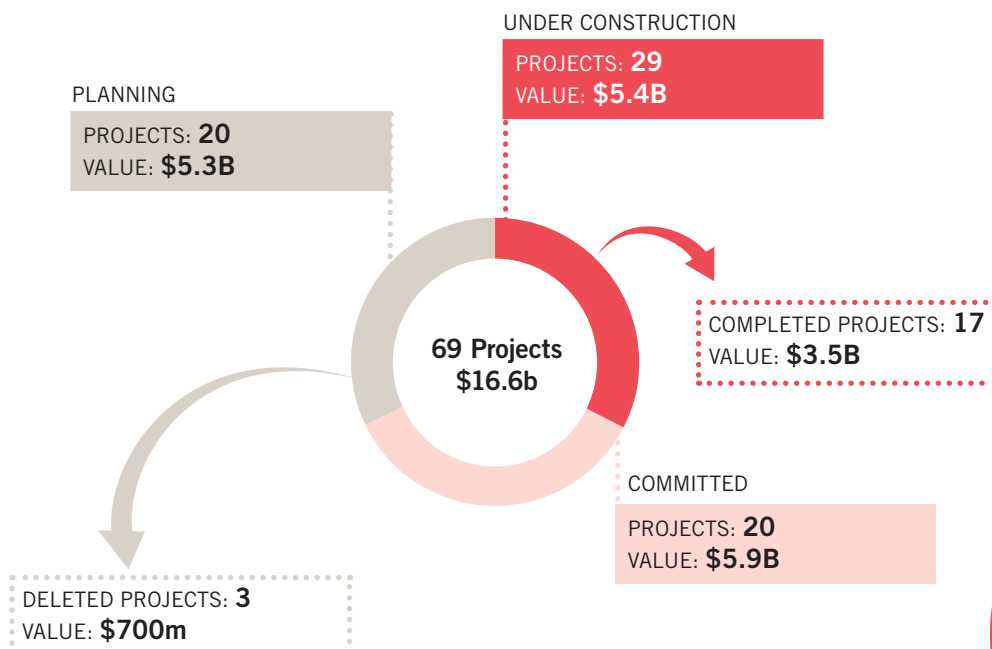 UNDER CONSTRUCTION
PROJECTS: 29
VALUE: $5.4B
PLANNING
PROJECTS: 20
VALUE: $5.3B
69 Projects
$16.6b
COMPLETED PROJECTS: 17
VALUE: $3.5B
COMMITTED
PROJECTS: 20
VALUE: $5.9B
DELETED PROJECTS: 3
VALUE: $700m